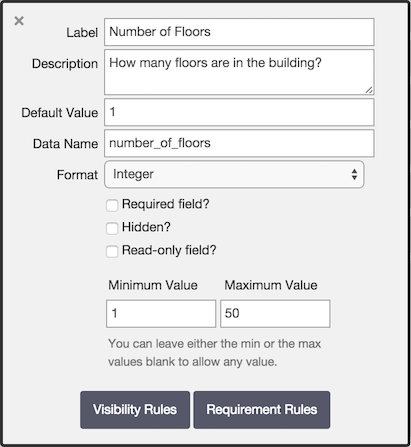 ×
Label Number of Floors
Description How many floors are in the building?
Default Value 1
Data Name number_of_floors
Format Integer
Required field?
Hidden?
Read-only field?
Minimum Value Maximum Value
1 50
You can leave either the min or the max
values blank to allow any value.
Visibility Rules Requirement Rules